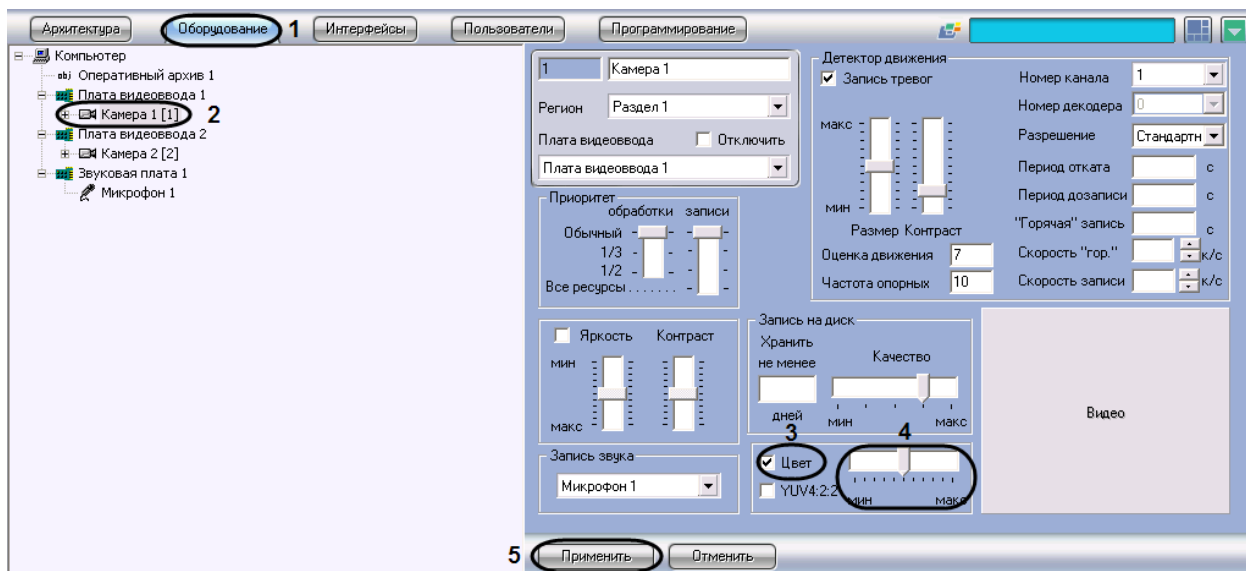 Архитектура Оборудование 1 Интерфейсы Пользователи Программирование
Компьютер
abj Оперативный архив 1
Плата видеоввода 1
Камера 1 [1] 2
Плата видеоввода 2
Камера 2 [2]
Звуковая плата 1
Микрофон 1
1 Камера 1
Регион Раздел 1
Плата видеоввода Отключить
Плата видеоввода 1
Приоритет
обработки записи
Обычный
1/3
1/2
Все ресурсы.......
Яркость Контраст
мин
макс
Запись звука
Микрофон 1
Детектор движения
Запись тревог
макс
мин
Размер Контраст
Оценка движения 7
Частота опорных 10
Номер канала 1
Номер декодера 0
Разрешение Стандартн
Период отката с
Период дозаписи с
"Горячая" запись с
Скорость "гор." к/с
Скорость записи к/с
Запись на диск
Хранить
не менее
дней
Качество
мин макс
3 4
Цвет
YUV4:2:2
мин макс
Видео
5 Применить Отменить